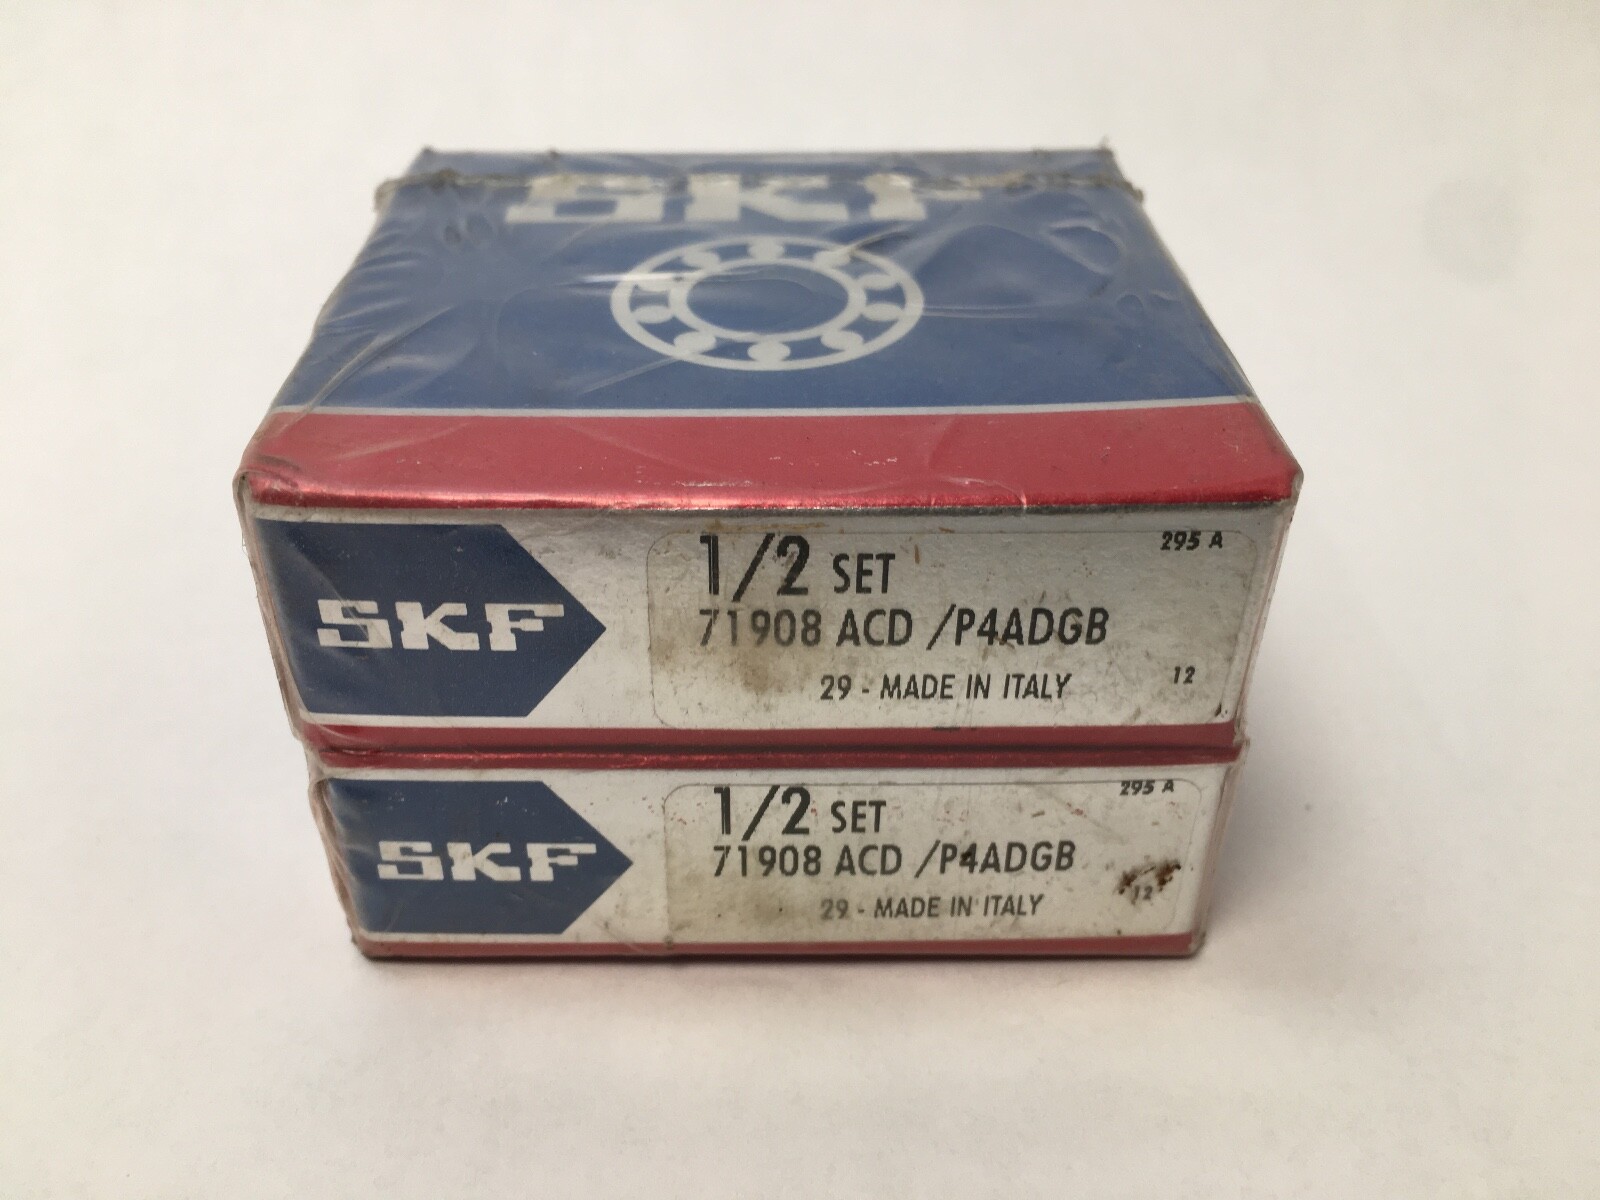 SKF
SKF
1/2 SET
295 A
71908 ACD /P4ADGB
29 - MADE IN ITALY
12
SKF
1/2 SET
295 A
71908 ACD /P4ADGB
29 - MADE IN ITALY
12